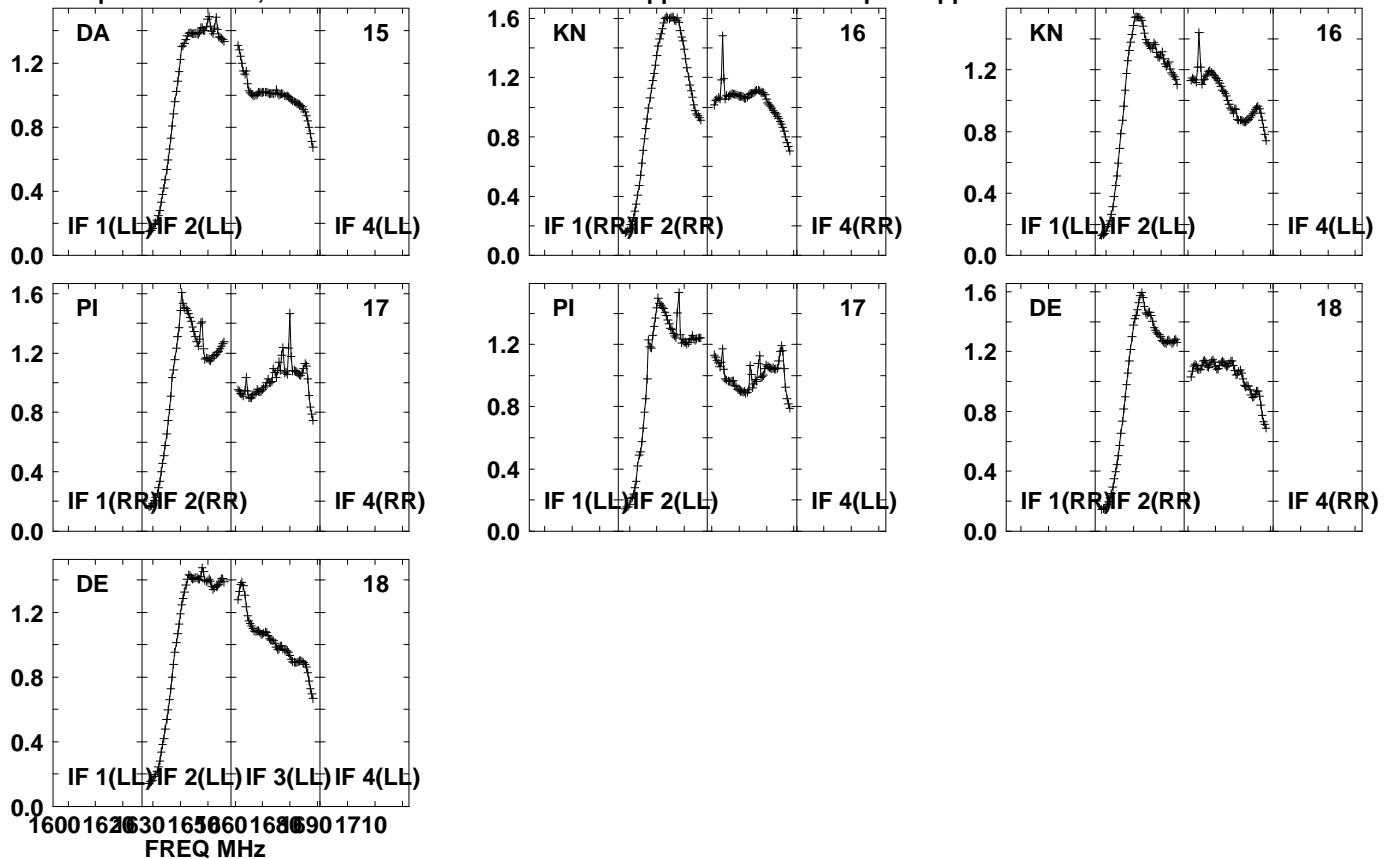 DA 15 KN 16 KN 16
1.6 1.2 0.8 0.4 0.0
1.2 0.8 0.4 0.0
1.2 0.8 0.4 0.0
IF 1(LL) IF 2(LL) IF 4(LL) IF 1(RR) IF 2(RR) IF 4(RR) IF 1(LL) IF 2(LL) IF 4(LL)
PI 17 PI 17 DE 18
1.6 1.2 0.8 0.4 0.0
1.2 0.8 0.4 0.0
1.6 1.2 0.8 0.4 0.0
IF 1(RR) IF 2(RR) IF 4(RR) IF 1(LL) IF 2(LL) IF 4(LL) IF 1(RR) IF 2(RR) IF 4(RR)
DE 18
1.2 0.8 0.4 0.0
IF 1(LL) IF 2(LL) IF 3(LL) IF 4(LL)
1600 1620 1630 1650 1660 1680 1690 1710
FREQ MHz